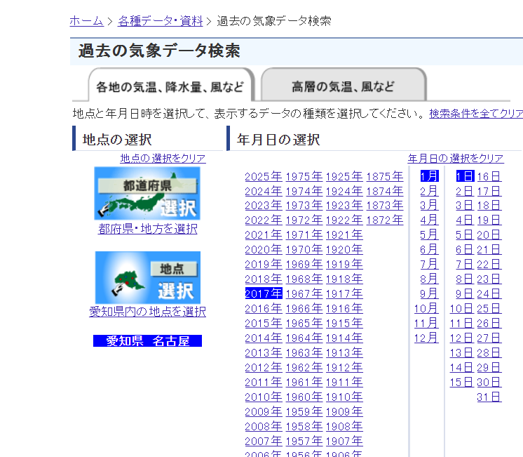 ホーム > 各種データ・資料 > 過去の気象データ検索
過去の気象データ検索
各地の気温、降水量、風など 高層の気温、風など
地点と年月日時を選択して、表示するデータの種類を選択してください。 検索条件を全てクリア
地点の選択
地点の選択をクリア
都道府県
選択
都府県・地方を選択
地点
選択
愛知県内の地点を選択
愛知県 名古屋
年月日の選択
年月日の選択をクリア
2025年 1975年 1925年 1875年 1月 1日 16日
2024年 1974年 1924年 1874年 2月 2日 17日
2023年 1973年 1923年 1873年 3月 3日 18日
2022年 1972年 1922年 1872年 4月 4日 19日
2021年 1971年 1921年 5月 5日 20日
2020年 1970年 1920年 6月 6日 21日
2019年 1969年 1919年 7月 7日 22日
2018年 1968年 1918年 8月 8日 23日
2017年 1967年 1917年 9月 9日 24日
2016年 1966年 1916年 10月 10日 25日
2015年 1965年 1915年 11月 11日 26日
2014年 1964年 1914年 12月 12日 27日
2013年 1963年 1913年 13日 28日
2012年 1962年 1912年 14日 29日
2011年 1961年 1911年 15日 30日
2010年 1960年 1910年 31日
2009年 1959年 1909年
2008年 1958年 1908年
2007年 1957年 1907年
2006年 1956年 1906年